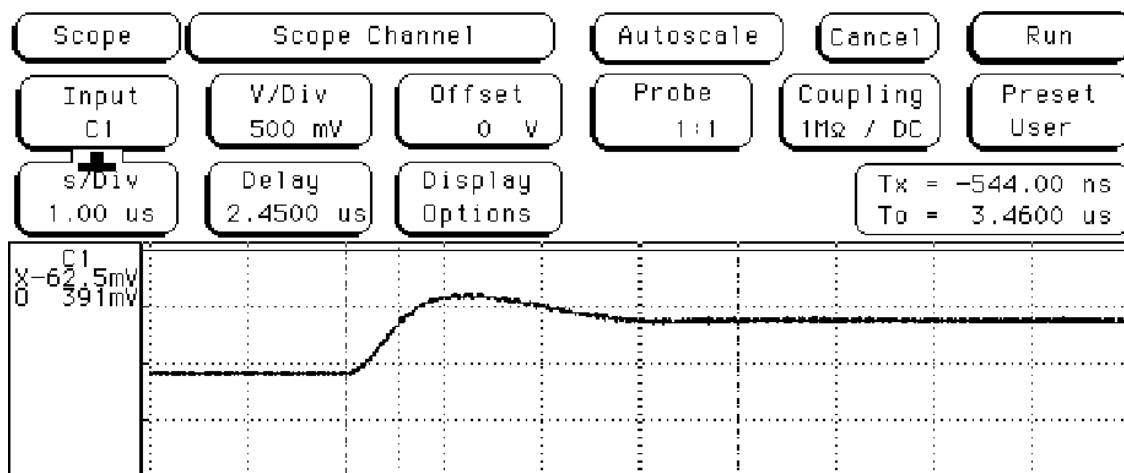 Scope Scope Channel Autoscale Cancel Run
Input V/Div Offset Probe Coupling Preset
C1 500 mV 0 V 1:1 1MΩ / DC User
s/Div Delay Display Tx = -544.00 ns
1.00 us 2.4500 us Options To = 3.4600 us
C1
X-62.5mV
O 391mV